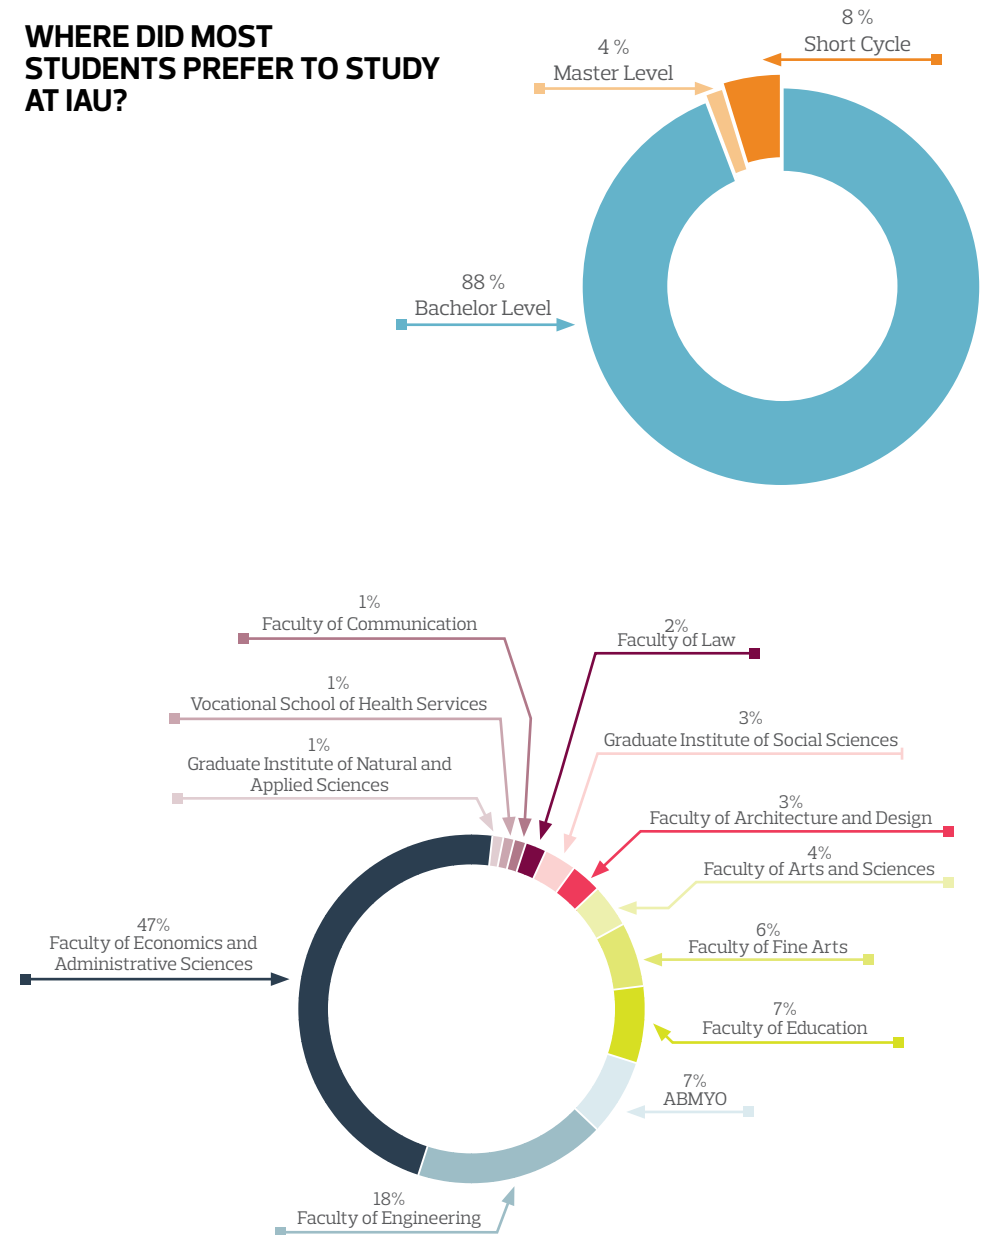 WHERE DID MOST
STUDENTS PREFER TO STUDY
AT IAU?
8 %
Short Cycle
4 %
Master Level
88 %
Bachelor Level
1%
Faculty of Communication
2%
Faculty of Law
1%
Vocational School of Health Services
3%
Graduate Institute of Social Sciences
1%
Graduate Institute of Natural and
Applied Sciences
3%
Faculty of Architecture and Design
4%
Faculty of Arts and Sciences
47%
Faculty of Economics and
Administrative Sciences
6%
Faculty of Fine Arts
7%
Faculty of Education
7%
ABMYO
18%
Faculty of Engineering